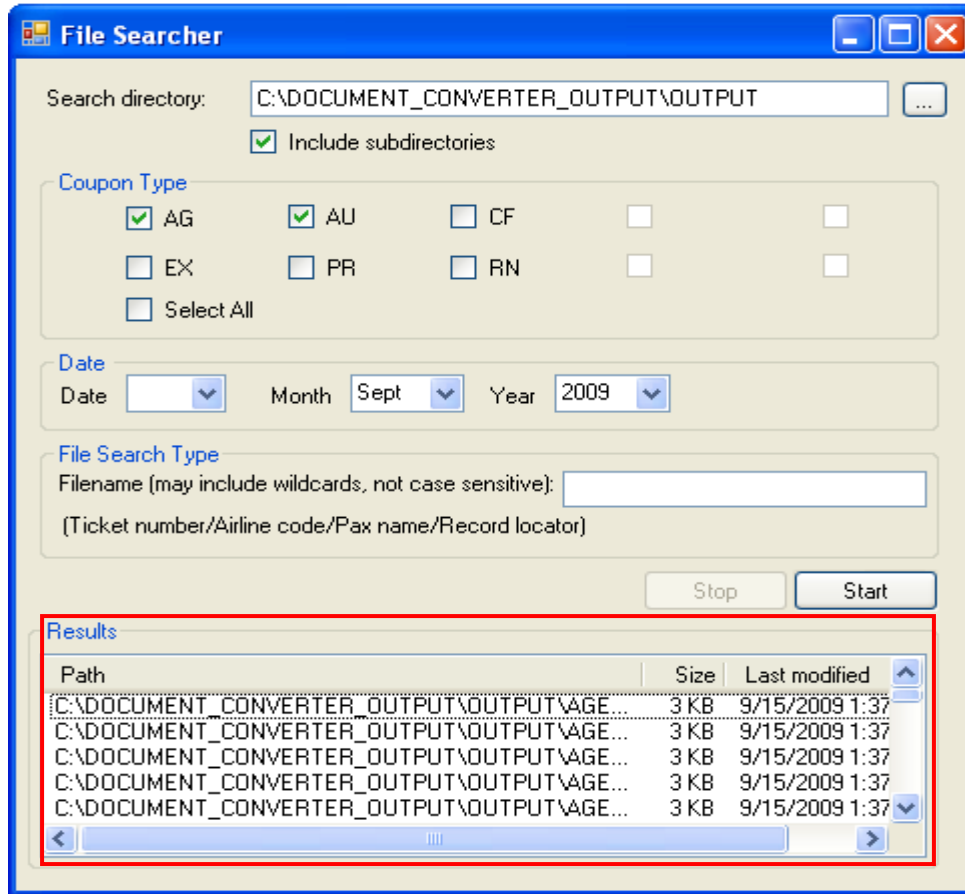 File Searcher
Search directory: C:\DOCUMENT_CONVERTER_OUTPUT\OUTPUT ...
Include subdirectories
Coupon Type
AG AU CF
EX PR RN
Select All
Date
Date Month Sept Year 2009
File Search Type
Filename (may include wildcards, not case sensitive):
(Ticket number/Airline code/Pax name/Record locator)
Stop Start
Results
Path Size Last modified
C:\DOCUMENT_CONVERTER_OUTPUT\OUTPUT\AGE... 3 KB 9/15/2009 1:37
C:\DOCUMENT_CONVERTER_OUTPUT\OUTPUT\AGE... 3 KB 9/15/2009 1:37
C:\DOCUMENT_CONVERTER_OUTPUT\OUTPUT\AGE... 3 KB 9/15/2009 1:37
C:\DOCUMENT_CONVERTER_OUTPUT\OUTPUT\AGE... 3 KB 9/15/2009 1:37
C:\DOCUMENT_CONVERTER_OUTPUT\OUTPUT\AGE... 3 KB 9/15/2009 1:37